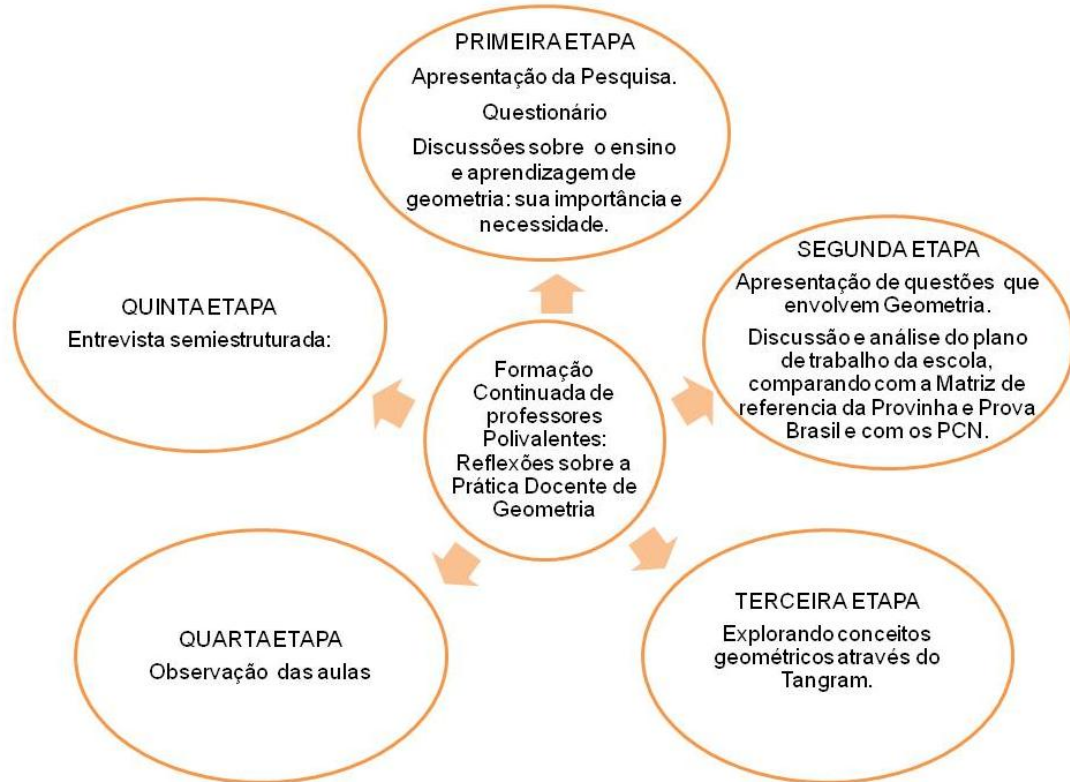 PRIMEIRA ETAPA
Apresentação da Pesquisa.
Questionário
Discussões sobre o ensino
e aprendizagem de
geometria: sua importância e
necessidade.
SEGUNDA ETAPA
Apresentação de questões que
envolvem Geometria.
Discussão e análise do plano
de trabalho da escola,
comparando com a Matriz de
referencia da Provinha e Prova
Brasil e com os PCN.
TERCEIRA ETAPA
Explorando conceitos
geométricos através do
Tangram.
QUARTA ETAPA
Observação das aulas
QUINTA ETAPA
Entrevista semiestruturada:
Formação
Continuada de
professores
Polivalentes:
Reflexões sobre a
Prática Docente de
Geometria